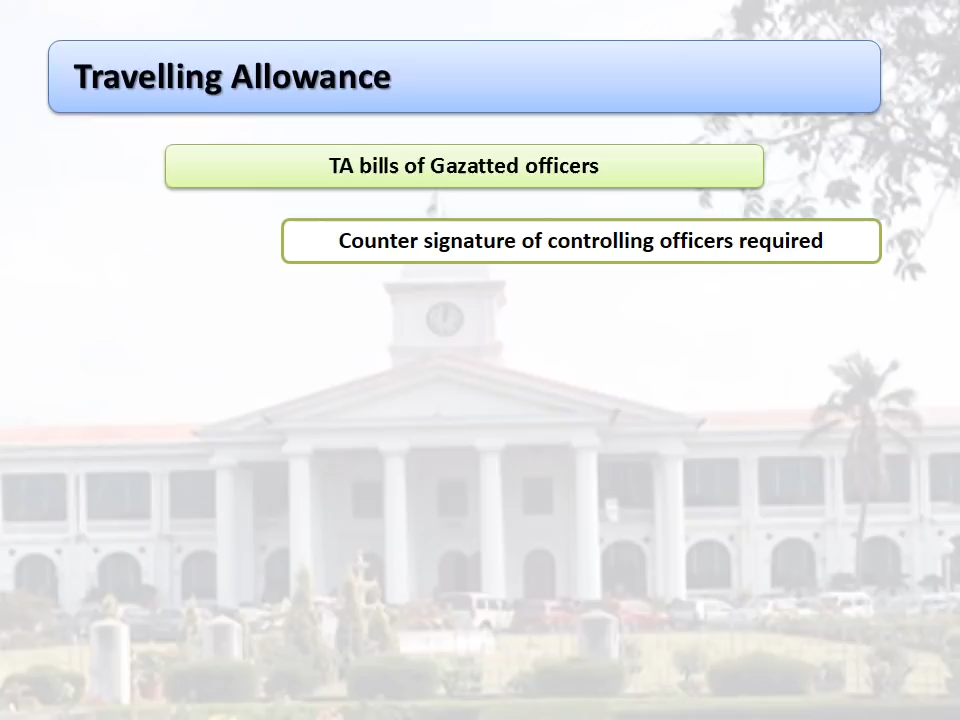 Travelling Allowance
TA bills of Gazatted officers
Counter signature of controlling officers required